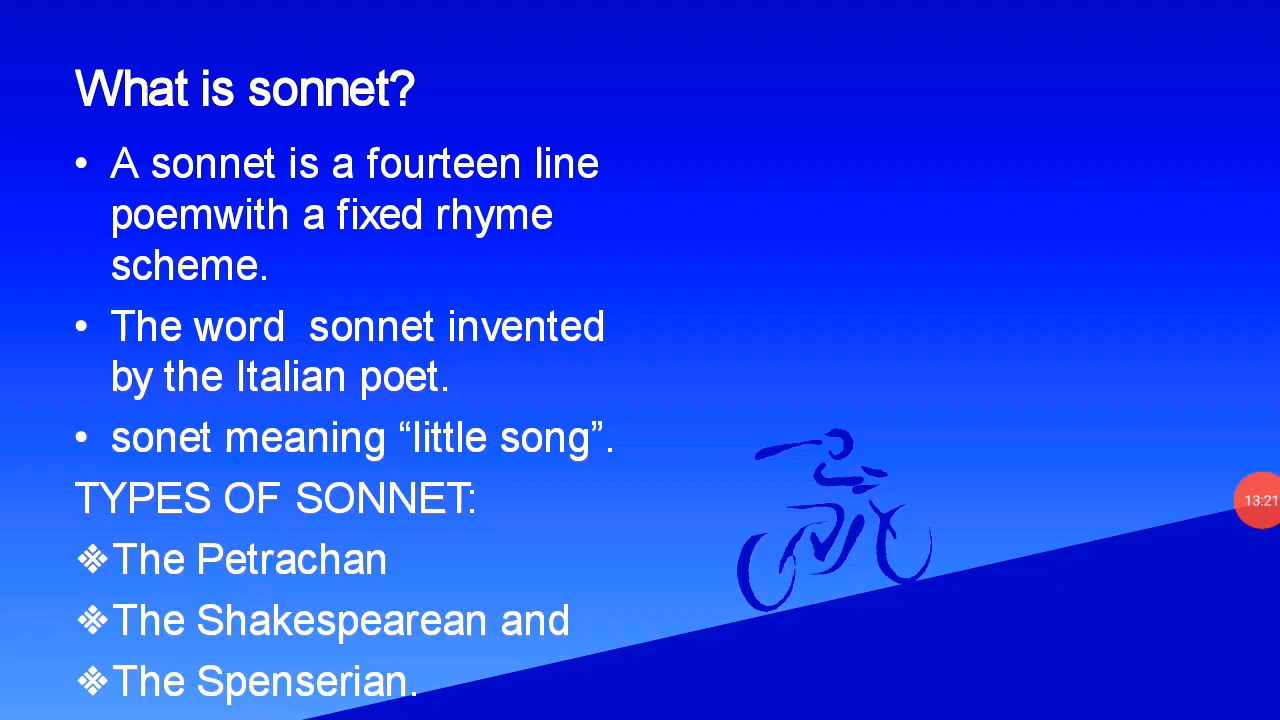 What is sonnet?
• A sonnet is a fourteen line
poemwith a fixed rhyme
scheme.
• The word  sonnet invented
by the Italian poet.
• sonet meaning “little song”.
TYPES OF SONNET:
❖The Petrachan
❖The Shakespearean and
❖The Spenserian.
13:21